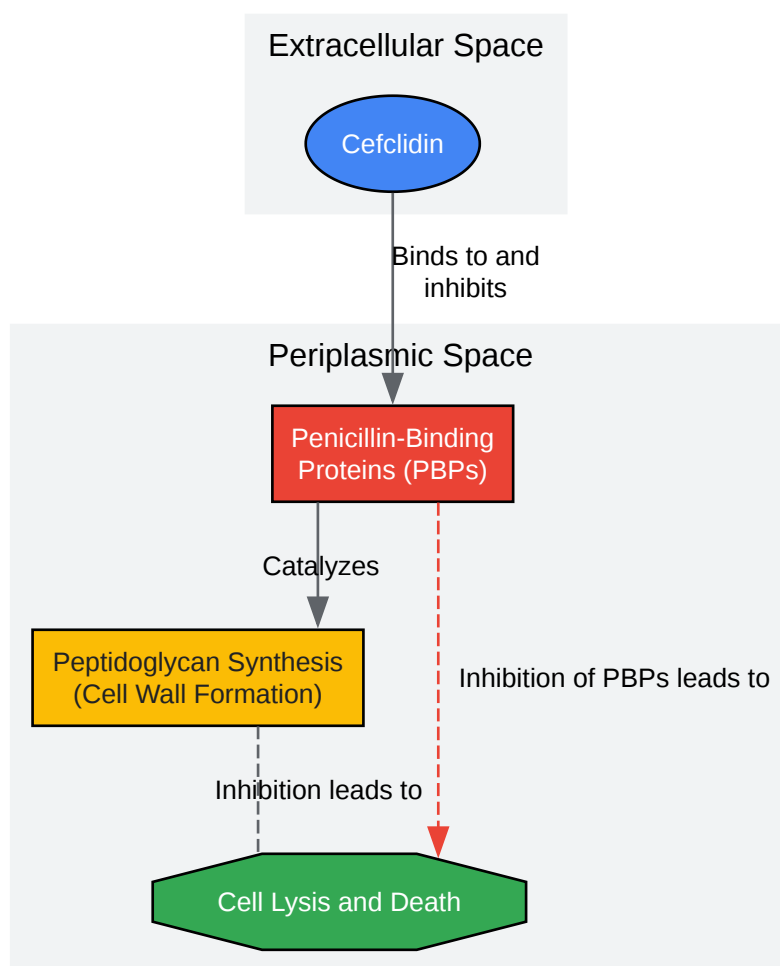 Extracellular Space
Cefclidin
Binds to and
inhibits
Periplasmic Space
Penicillin-Binding
Proteins (PBPs)
Catalyzes
Peptidoglycan Synthesis
(Cell Wall Formation)
Inhibition of PBPs leads to
Inhibition leads to
Cell Lysis and Death